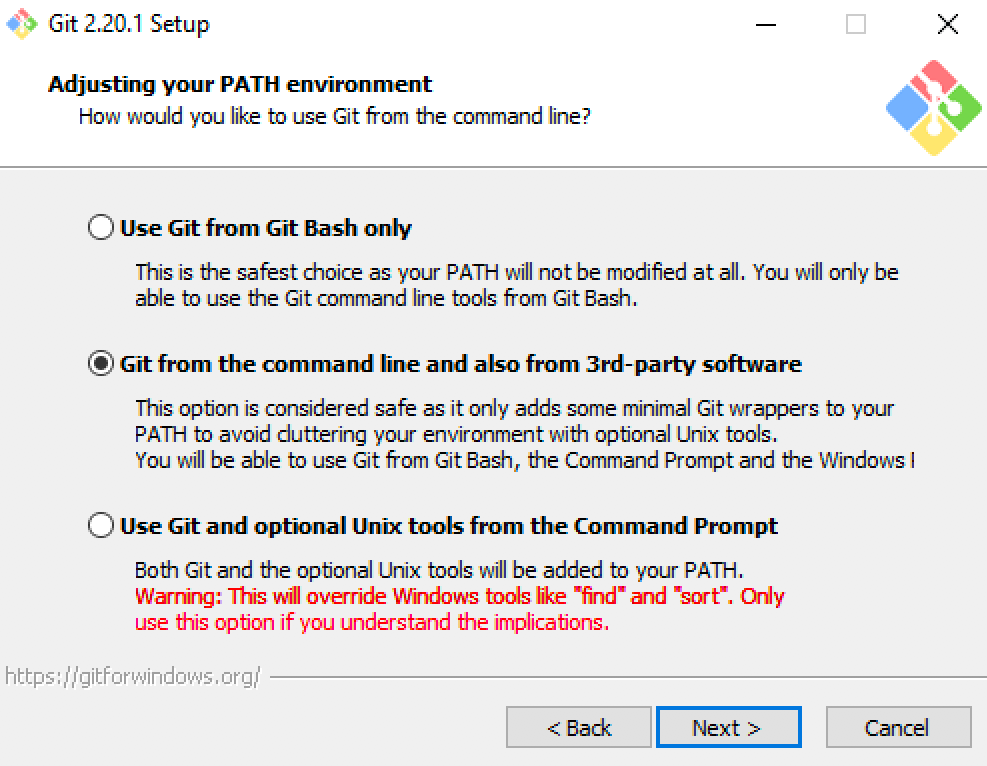 Git 2.20.1 Setup
Adjusting your PATH environment
How would you like to use Git from the command line?
Use Git from Git Bash only
This is the safest choice as your PATH will not be modified at all. You will only be
able to use the Git command line tools from Git Bash.
Git from the command line and also from 3rd-party software
This option is considered safe as it only adds some minimal Git wrappers to your
PATH to avoid cluttering your environment with optional Unix tools.
You will be able to use Git from Git Bash, the Command Prompt and the Windows
Use Git and optional Unix tools from the Command Prompt
Both Git and the optional Unix tools will be added to your PATH.
Warning: This will override Windows tools like "find" and "sort". Only
use this option if you understand the implications.
https://gitforwindows.org/
< Back
Next >
Cancel